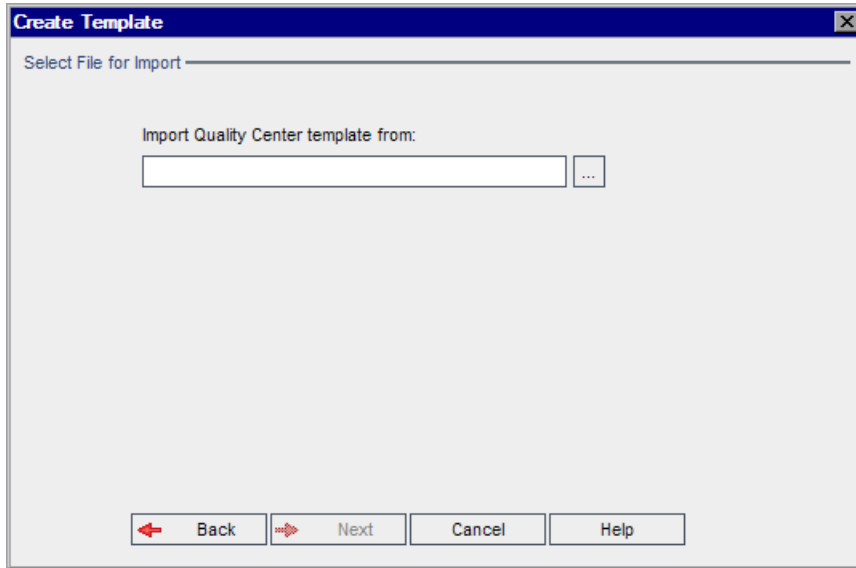 Create Template
Select File for Import
Import Quality Center template from:
...
Back Next Cancel Help